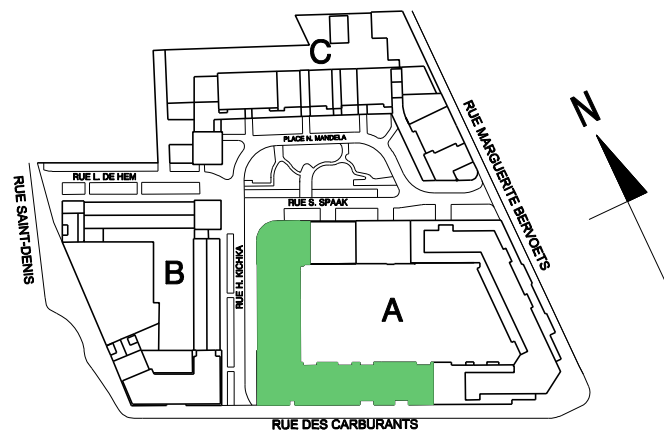 C
N
RUE MARGUERITE BERVOETS
PLACE N. MANDELA
RUE L. DE HEM
RUE SAINT-DENIS
RUE S. SPAAK
RUE H. KICHKA
B
A
RUE DES CARBURANTS